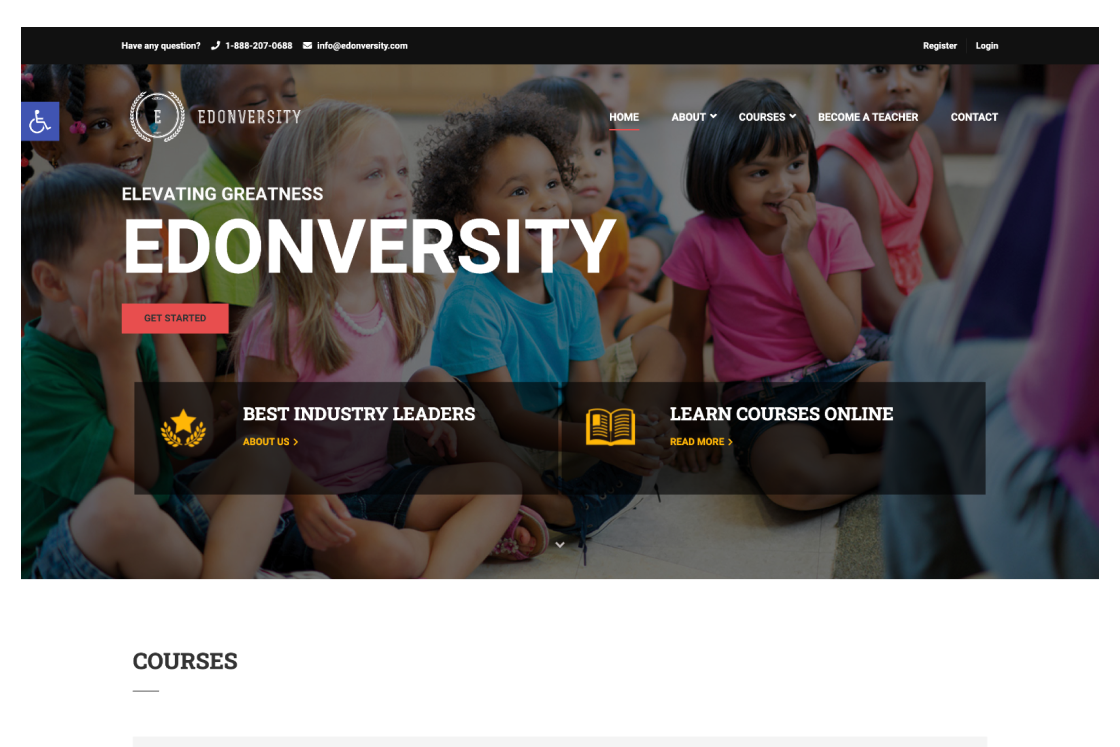 Have any question? 1-888-207-0688 info@edonversity.com Register Login
E EDONVERSITY
HOME ABOUT COURSES BECOME A TEACHER CONTACT
ELEVATING GREATNESS
EDONVERSITY
GET STARTED
BEST INDUSTRY LEADERS
ABOUT US >
LEARN COURSES ONLINE
READ MORE >
COURSES